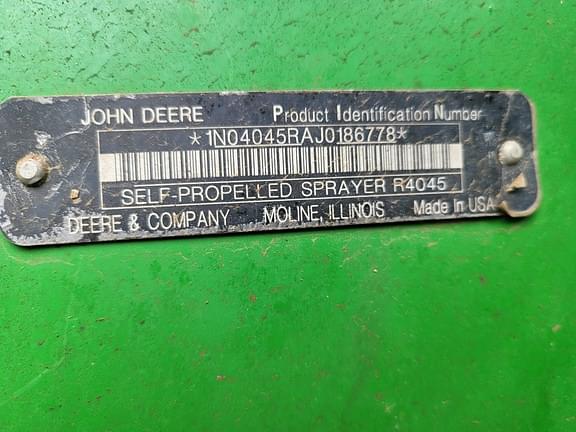 JOHN DEERE Product Identification Number
*1N04045RAJ0186778*
SELF-PROPELLED SPRAYER R4045
DEERE & COMPANY MOLINE, ILLINOIS Made In USA